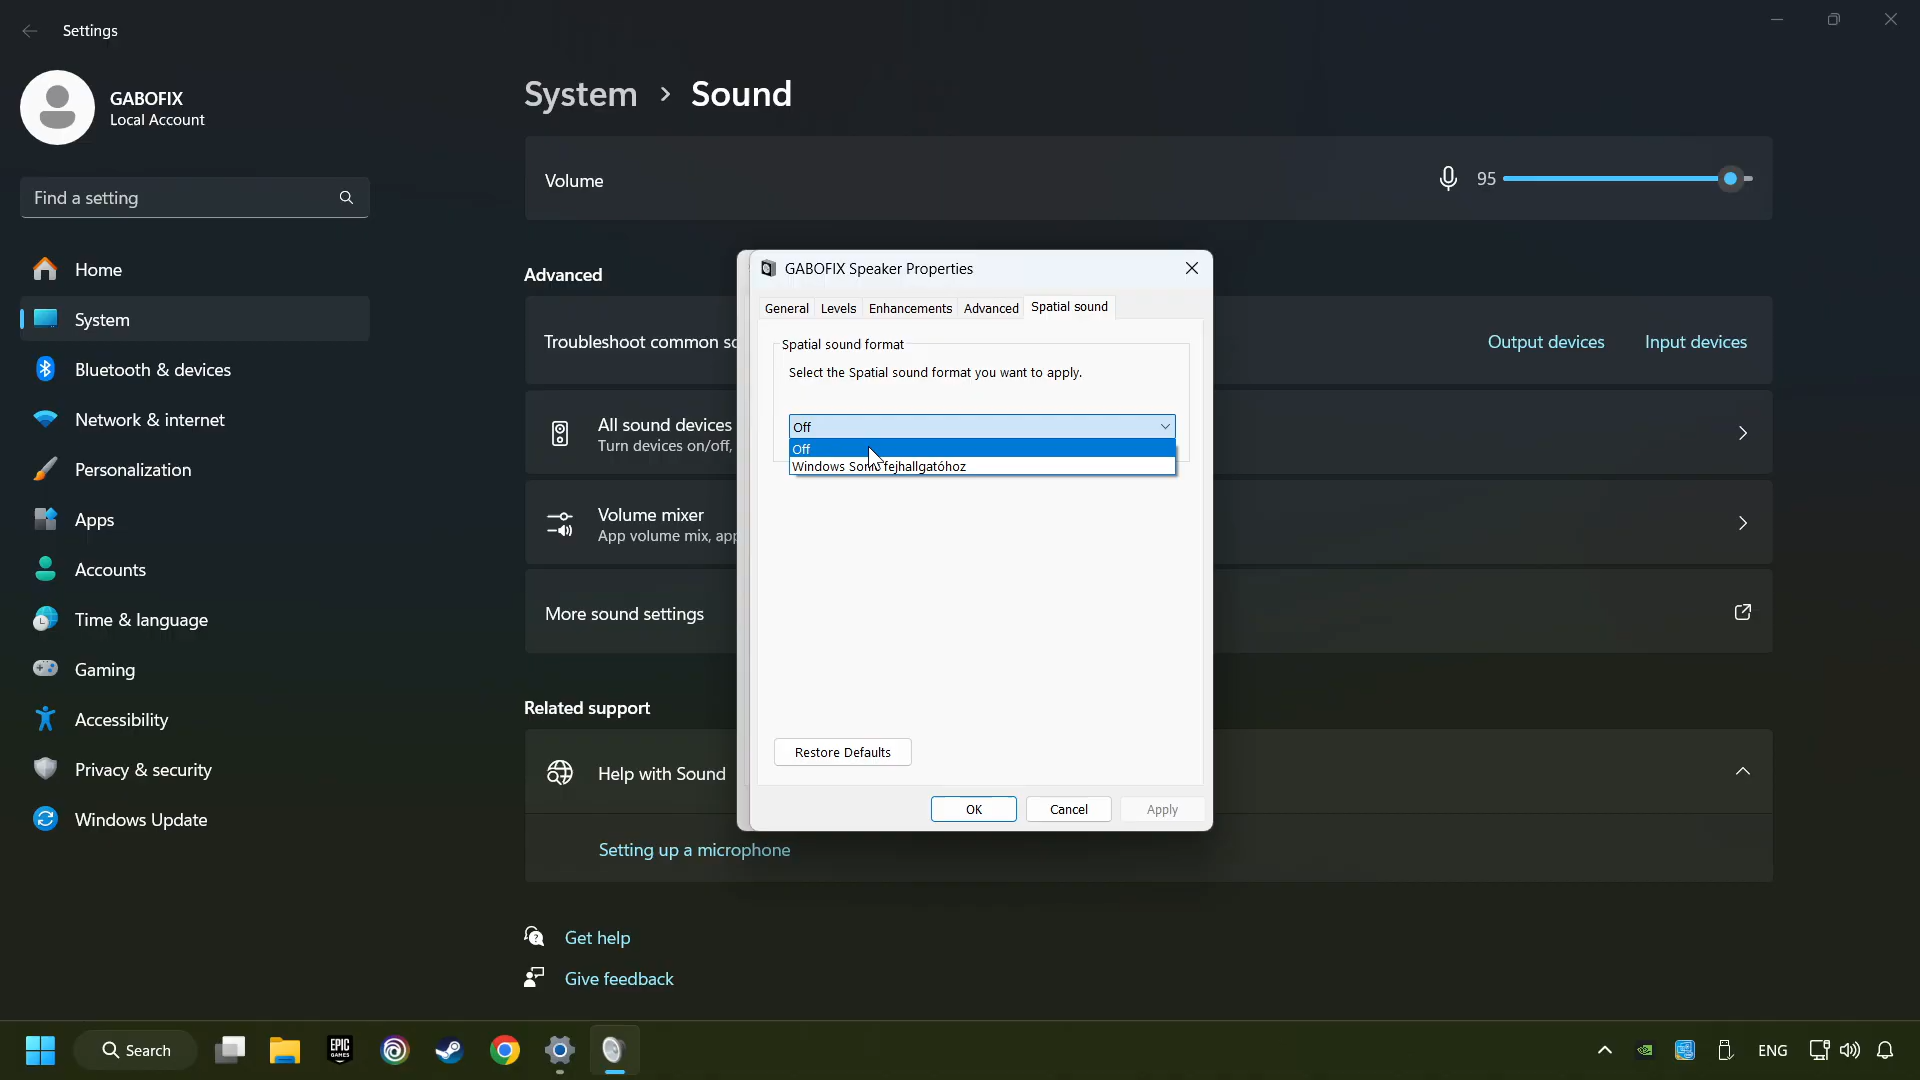 Settings
GABOFIX
Local Account
Find a setting
Home
System
Bluetooth & devices
Network & internet
Personalization
Apps
Accounts
Time & language
Gaming
Accessibility
Privacy & security
Windows Update
System > Sound
Volume
95
Advanced
Troubleshoot common so
Output devices
Input devices
All sound devices
Turn devices on/off,
Volume mixer
App volume mix, app
More sound settings
Related support
Help with Sound
Setting up a microphone
Get help
Give feedback
GABOFIX Speaker Properties
General Levels Enhancements Advanced Spatial sound
Spatial sound format
Select the Spatial sound format you want to apply.
Off
Off
Windows fejhallgatóhoz
Restore Defaults
OK Cancel Apply
Search
EPIC
GAMES
ENG